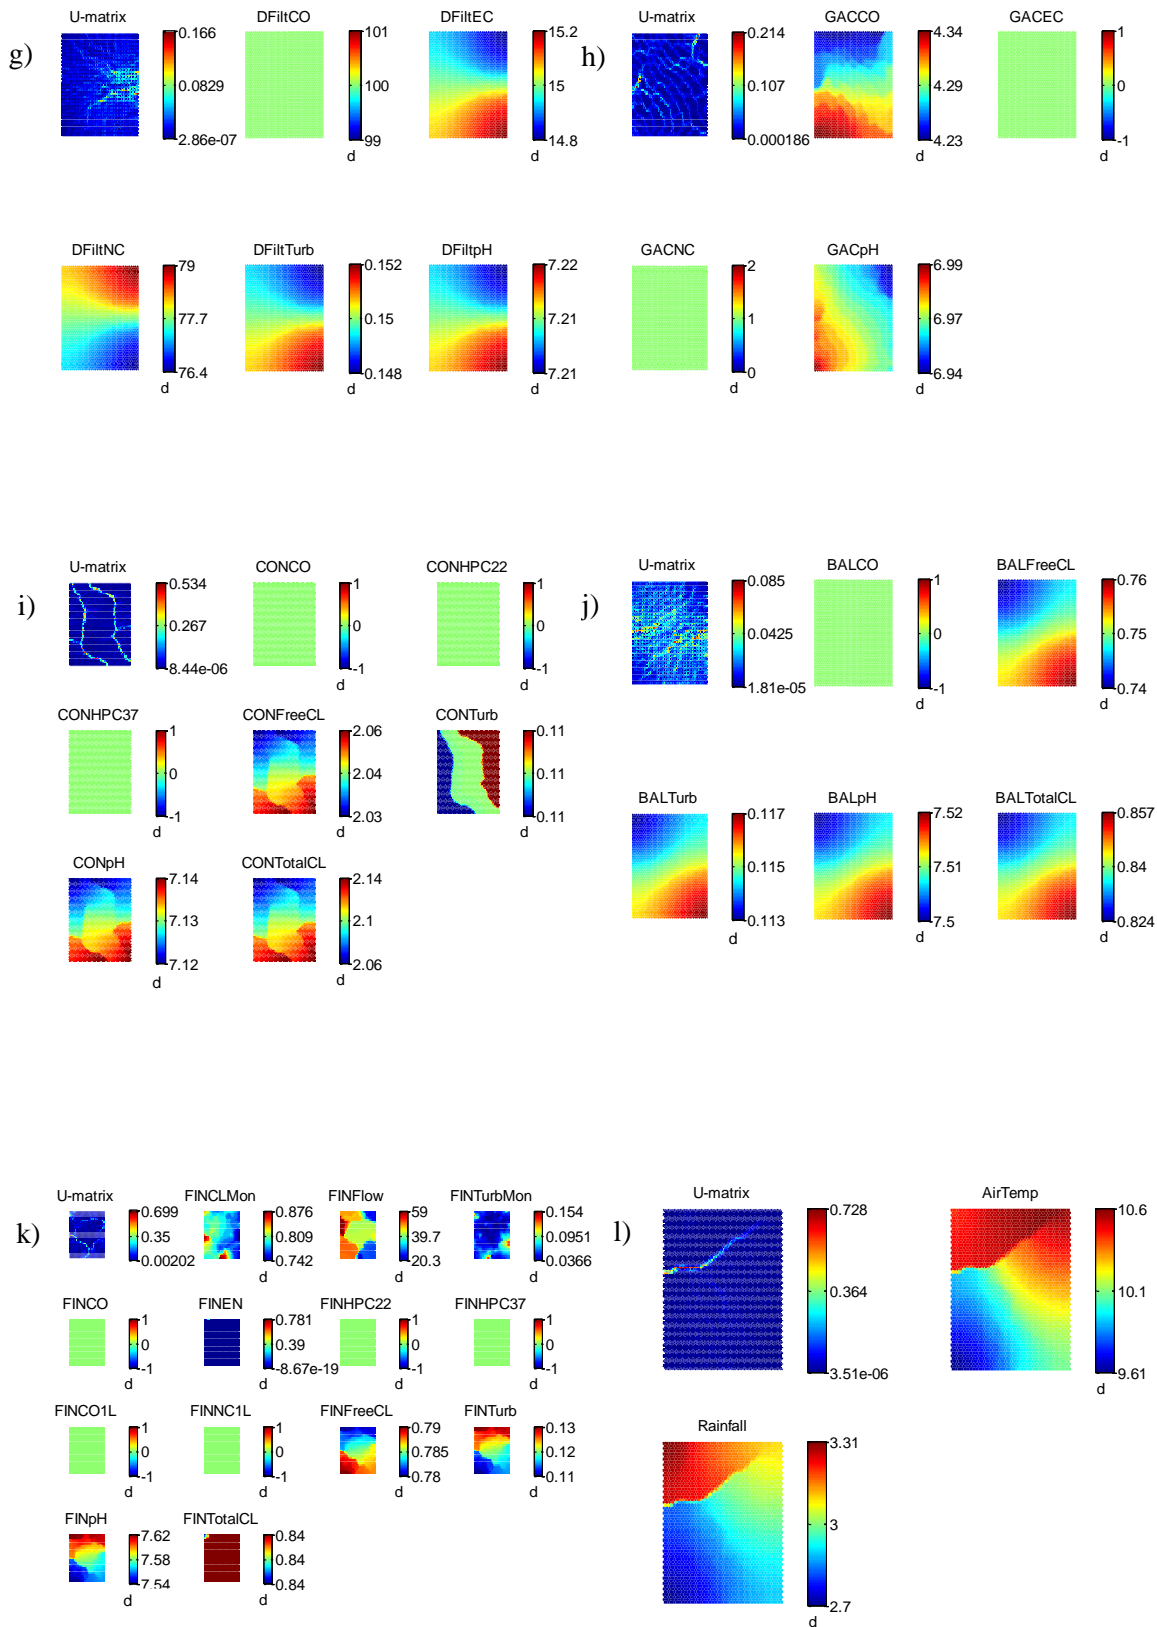 g)
U-matrix
0.166
0.0829
2.86e-07
DFiltCO
101
100
99
d
DFiltEC
15.2
15
14.8
d
DFiltNC
79
77.7
76.4
d
DFiltTurb
0.152
0.15
0.148
d
DFiltpH
7.22
7.21
7.21
d
h)
U-matrix
0.214
0.107
0.000186
GACCO
4.34
4.29
4.23
d
GACEC
1
0
-1
d
GACNC
2
1
0
d
GACpH
6.99
6.97
6.94
d
i)
U-matrix
0.534
0.267
8.44e-06
CONCO
1
0
-1
d
CONHPC22
1
0
-1
d
CONHPC37
1
0
-1
d
CONFreeCL
2.06
2.04
2.03
d
CONTurb
0.11
0.11
0.11
d
CONpH
7.14
7.13
7.12
d
CONTotalCL
2.14
2.1
2.06
d
j)
U-matrix
0.085
0.0425
1.81e-05
BALCO
1
0
-1
d
BALFreeCL
0.76
0.75
0.74
d
BALTurb
0.117
0.115
0.113
d
BALpH
7.52
7.51
7.5
d
BALTotalCL
0.857
0.84
0.824
d
k)
U-matrix
0.699
0.35
0.00202
FINCLMon
0.876
0.809
0.742
d
FINFlow
59
39.7
20.3
d
FINTurbMon
0.154
0.0951
0.0366
d
FINCO
1
0
-1
d
FINEN
0.781
0.39
-8.67e-19
d
FINHPC22
1
0
-1
d
FINHPC37
1
0
-1
d
FINCO1L
1
0
-1
d
FINNC1L
1
0
-1
d
FINFreeCL
0.79
0.785
0.78
d
FINTurb
0.13
0.12
0.11
d
FINpH
7.62
7.58
7.54
d
FINTotalCL
0.84
0.84
0.84
d
l)
U-matrix
0.728
0.364
3.51e-06
AirTemp
10.6
10.1
9.61
d
Rainfall
3.31
3
2.7
d